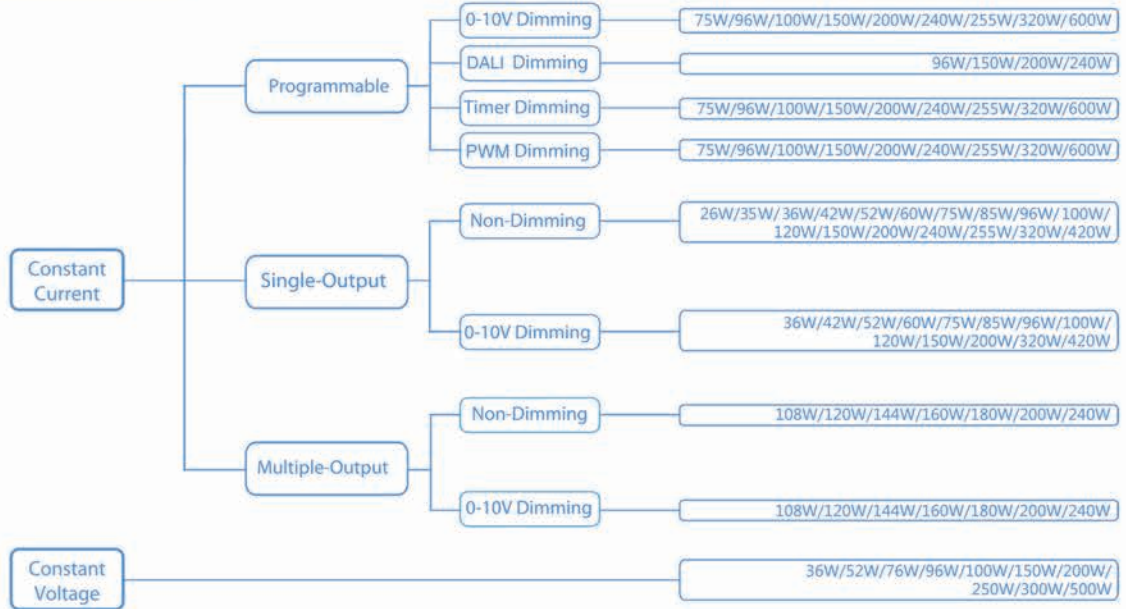 0-10V Dimming
75W/96W/100W/150W/200W/240W/255W/320W/600W
DALI Dimming
96W/150W/200W/240W
Programmable
Timer Dimming
75W/96W/100W/150W/200W/240W/255W/320W/600W
PWM Dimming
75W/96W/100W/150W/200W/240W/255W/320W/600W
Non-Dimming
26W/35W/36W/42W/52W/60W/75W/85W/96W/100W/
120W/150W/200W/240W/255W/320W/420W
Constant
Current
Single-Output
0-10V Dimming
36W/42W/52W/60W/75W/85W/96W/100W/
120W/150W/200W/320W/420W
Non-Dimming
108W/120W/144W/160W/180W/200W/240W
Multiple-Output
0-10V Dimming
108W/120W/144W/160W/180W/200W/240W
Constant
Voltage
36W/52W/76W/96W/100W/150W/200W/
250W/300W/500W